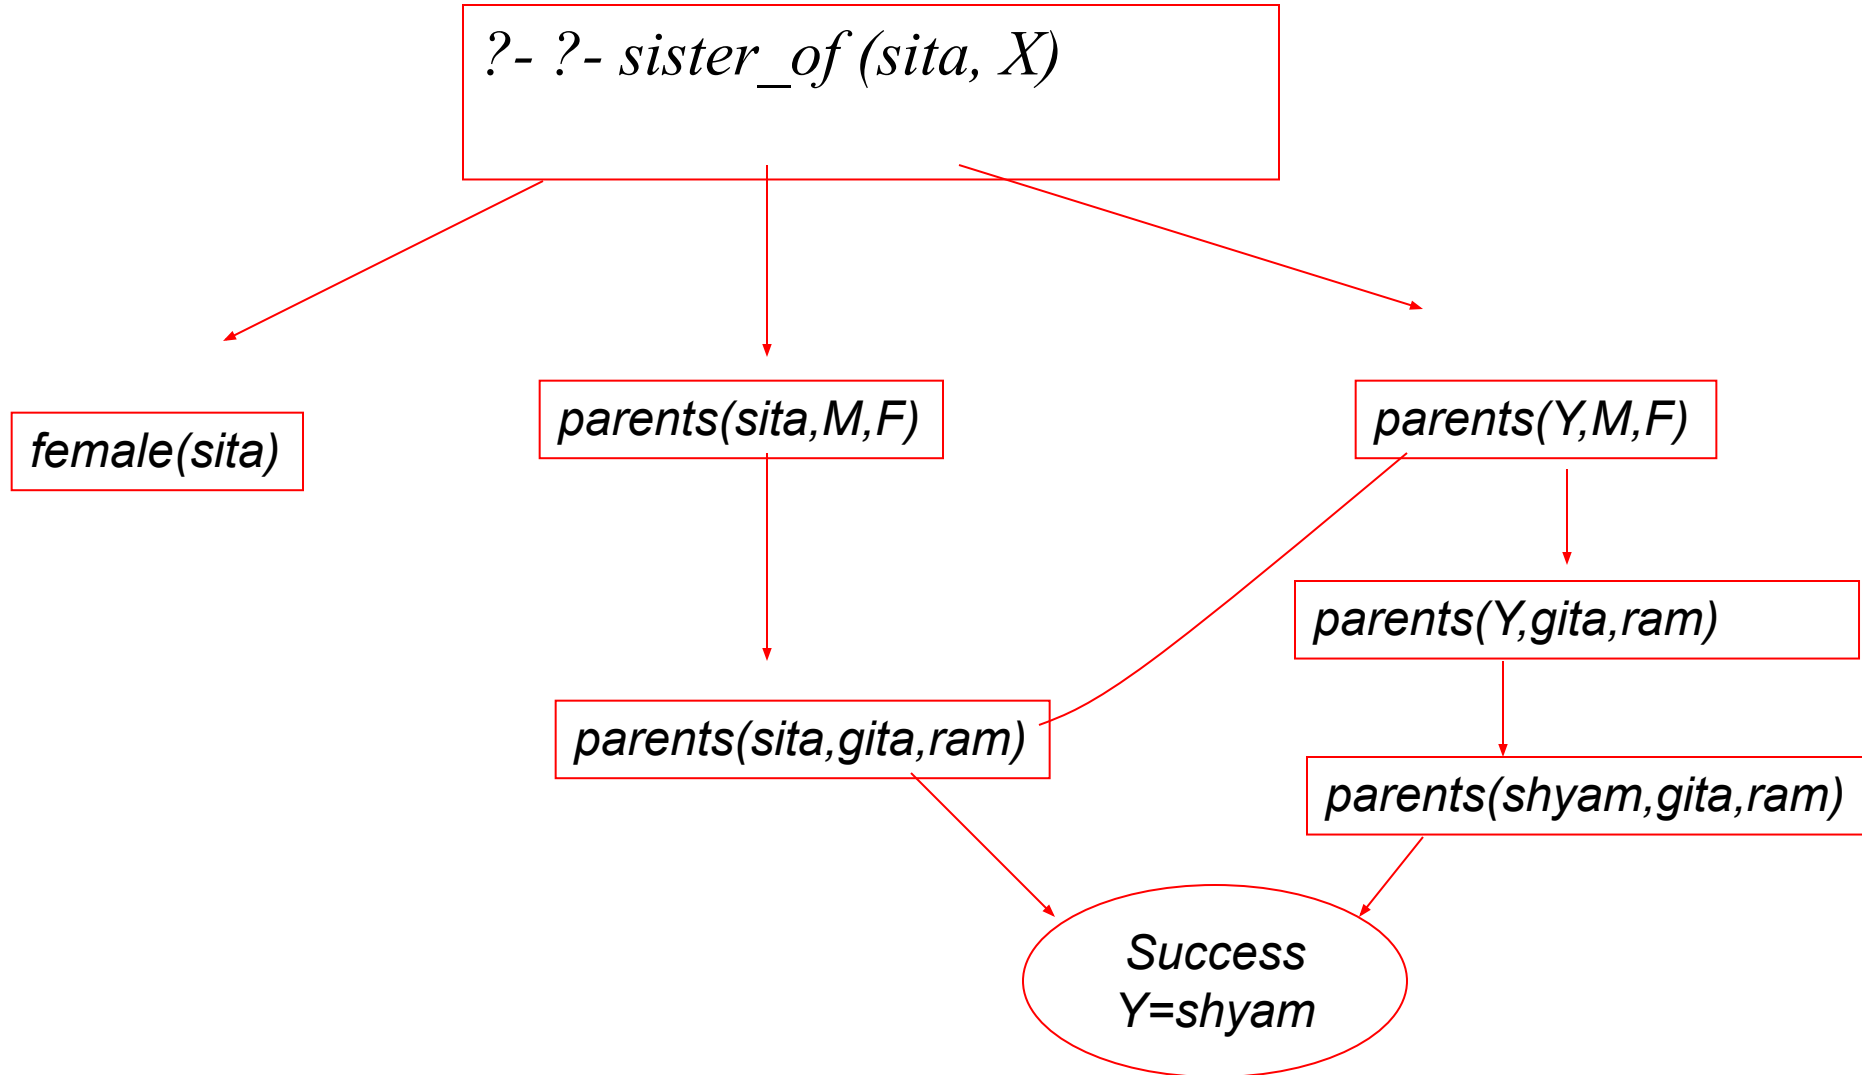 ?- ?- sister_of (sita, X)
female(sita)
parents(sita,M,F)
parents(Y,M,F)
parents(Y,gita,ram)
parents(sita,gita,ram)
parents(shyam,gita,ram)
Success
Y=shyam